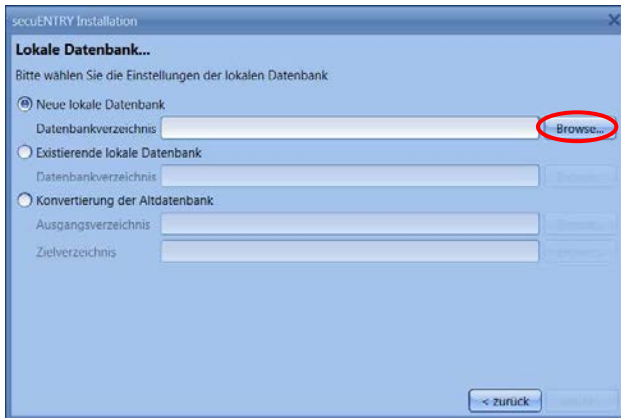 secuENTRY Installation
Lokale Datenbank...
Bitte wählen Sie die Einstellungen der lokalen Datenbank
Neue lokale Datenbank
Datenbankverzeichnis Browse...
Existierende lokale Datenbank
Datenbankverzeichnis
Konvertierung der Altdatenbank
Ausgangsverzeichnis
Zielverzeichnis
< zurück